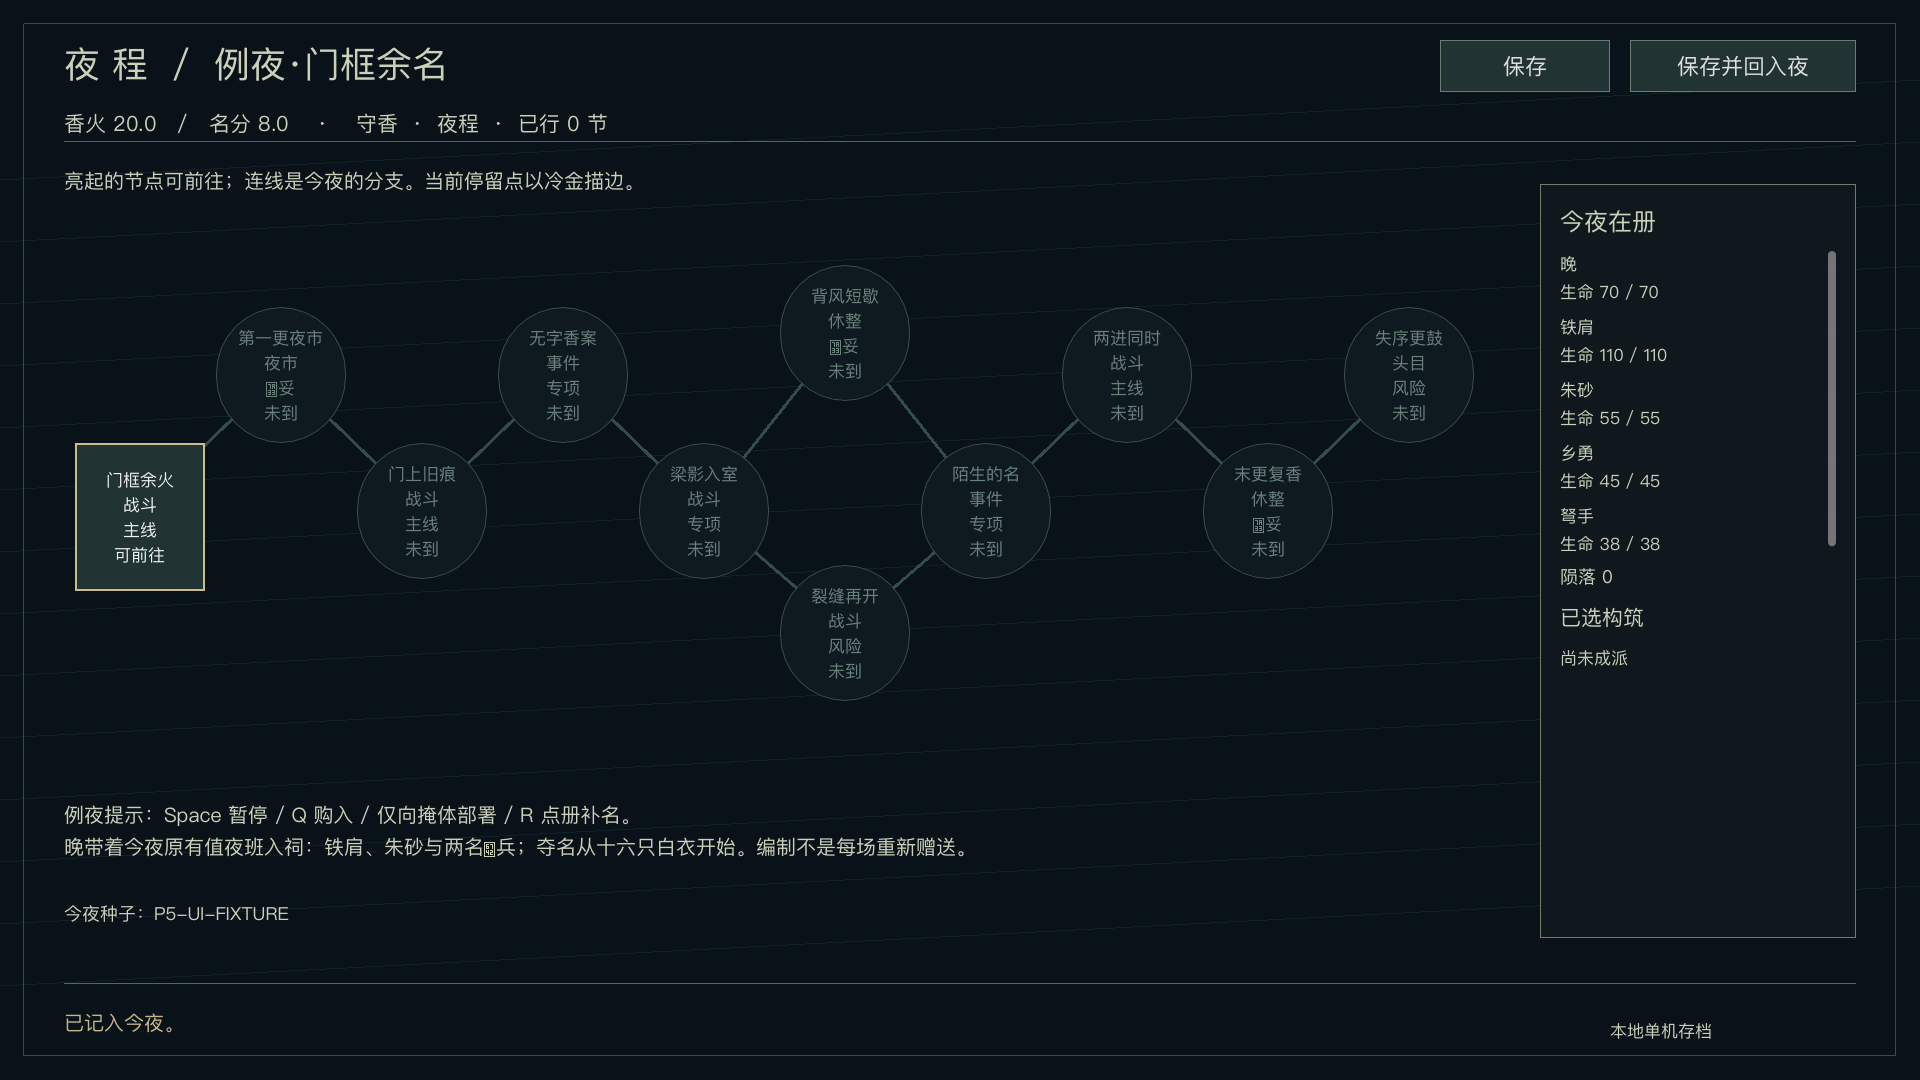 夜 程 / 例夜·门框余名
保存
保存并回入夜
香火 20.0 / 名分 8.0 · 守香 · 夜程 · 已行 0 节
亮起的节点可前往；连线是今夜的分支。当前停留点以冷金描边。
门框余火
战斗
主线
可前往
第一更夜市
夜市
妥
未到
门上旧痕
战斗
主线
未到
无字香案
事件
专项
未到
梁影入室
战斗
专项
未到
背风短歇
休整
妥
未到
裂缝再开
战斗
风险
未到
陌生的名
事件
专项
未到
两进同时
战斗
主线
未到
末更复香
休整
妥
未到
失序更鼓
头目
风险
未到
今夜在册
晚
生命 70 / 70
铁肩
生命 110 / 110
朱砂
生命 55 / 55
乡勇
生命 45 / 45
弩手
生命 38 / 38
陨落 0
已选构筑
尚未成派
例夜提示：Space 暂停 / Q 购入 / 仅向掩体部署 / R 点册补名。
晚带着今夜原有值夜班入祠：铁肩、朱砂与两名兵；夺名从十六只白衣开始。编制不是每场重新赠送。
今夜种子：P5-UI-FIXTURE
已记入今夜。
本地单机存档